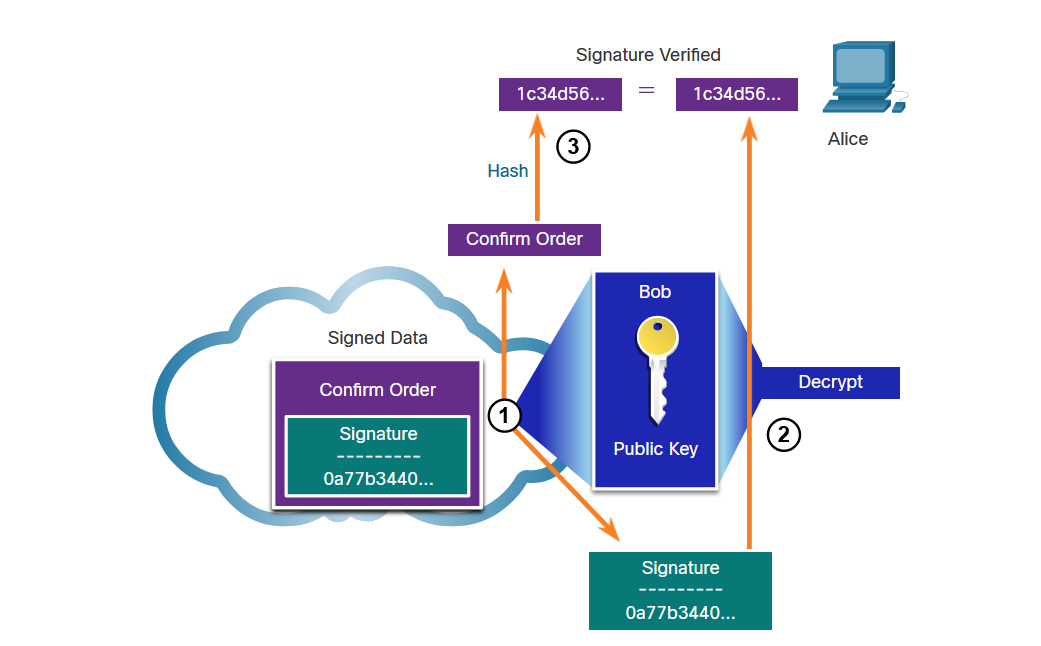 Signature Verified
1c34d56... = 1c34d56...
Alice
3
Hash
Confirm Order
Bob
Signed Data
Confirm Order
Decrypt
1
Signature
---------
0a77b3440...
2
Public Key
Signature
---------
0a77b3440...